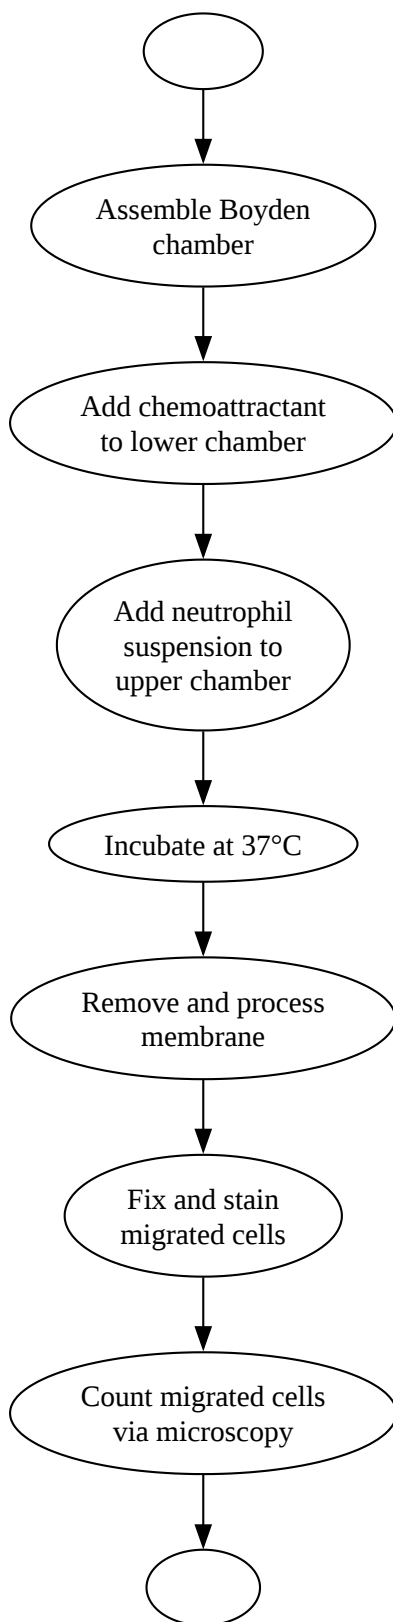 Assemble Boyden
chamber
Add chemoattractant
to lower chamber
Add neutrophil
suspension to
upper chamber
Incubate at 37°C
Remove and process
membrane
Fix and stain
migrated cells
Count migrated cells
via microscopy